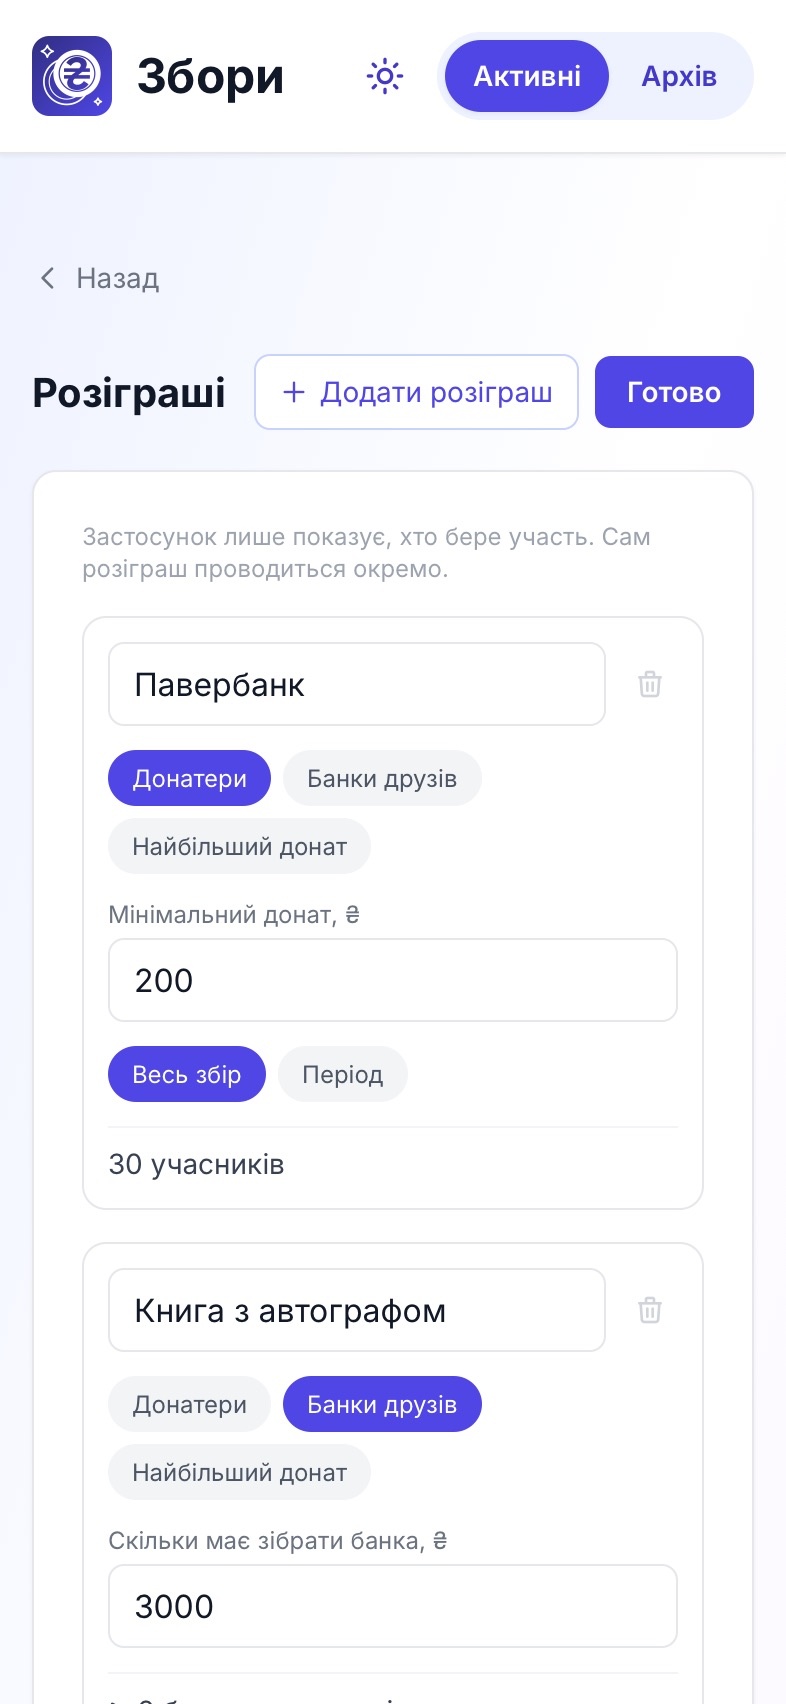 Збори
Активні
Архів
Назад
Розіграші
Додати розіграш
Готово
Застосунок лише показує, хто бере участь. Сам
розіграш проводиться окремо.
Павербанк
Донатери
Банки друзів
Найбільший донат
Мінімальний донат, ₴
200
Весь збір
Період
30 учасників
Книга з автографом
Донатери
Банки друзів
Найбільший донат
Скільки має зібрати банка, ₴
3000